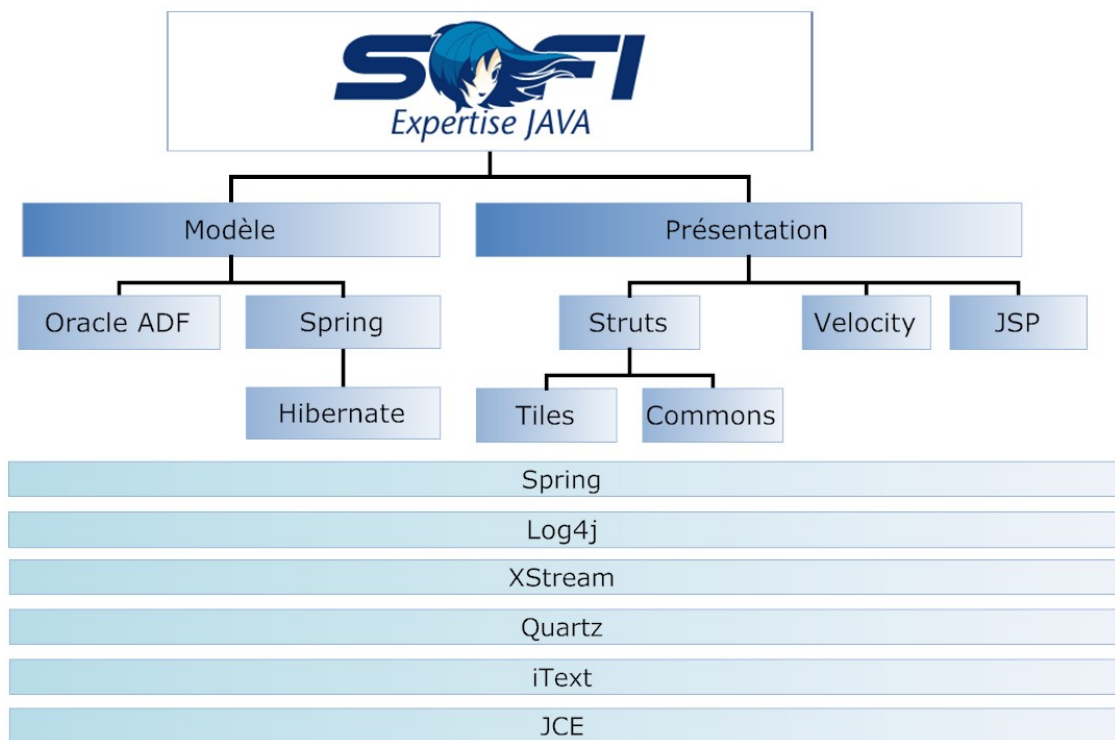 SOFI
Expertise JAVA
Modèle
Présentation
Oracle ADF
Spring
Struts
Velocity
JSP
Hibernate
Tiles
Commons
Spring
Log4j
XStream
Quartz
iText
JCE